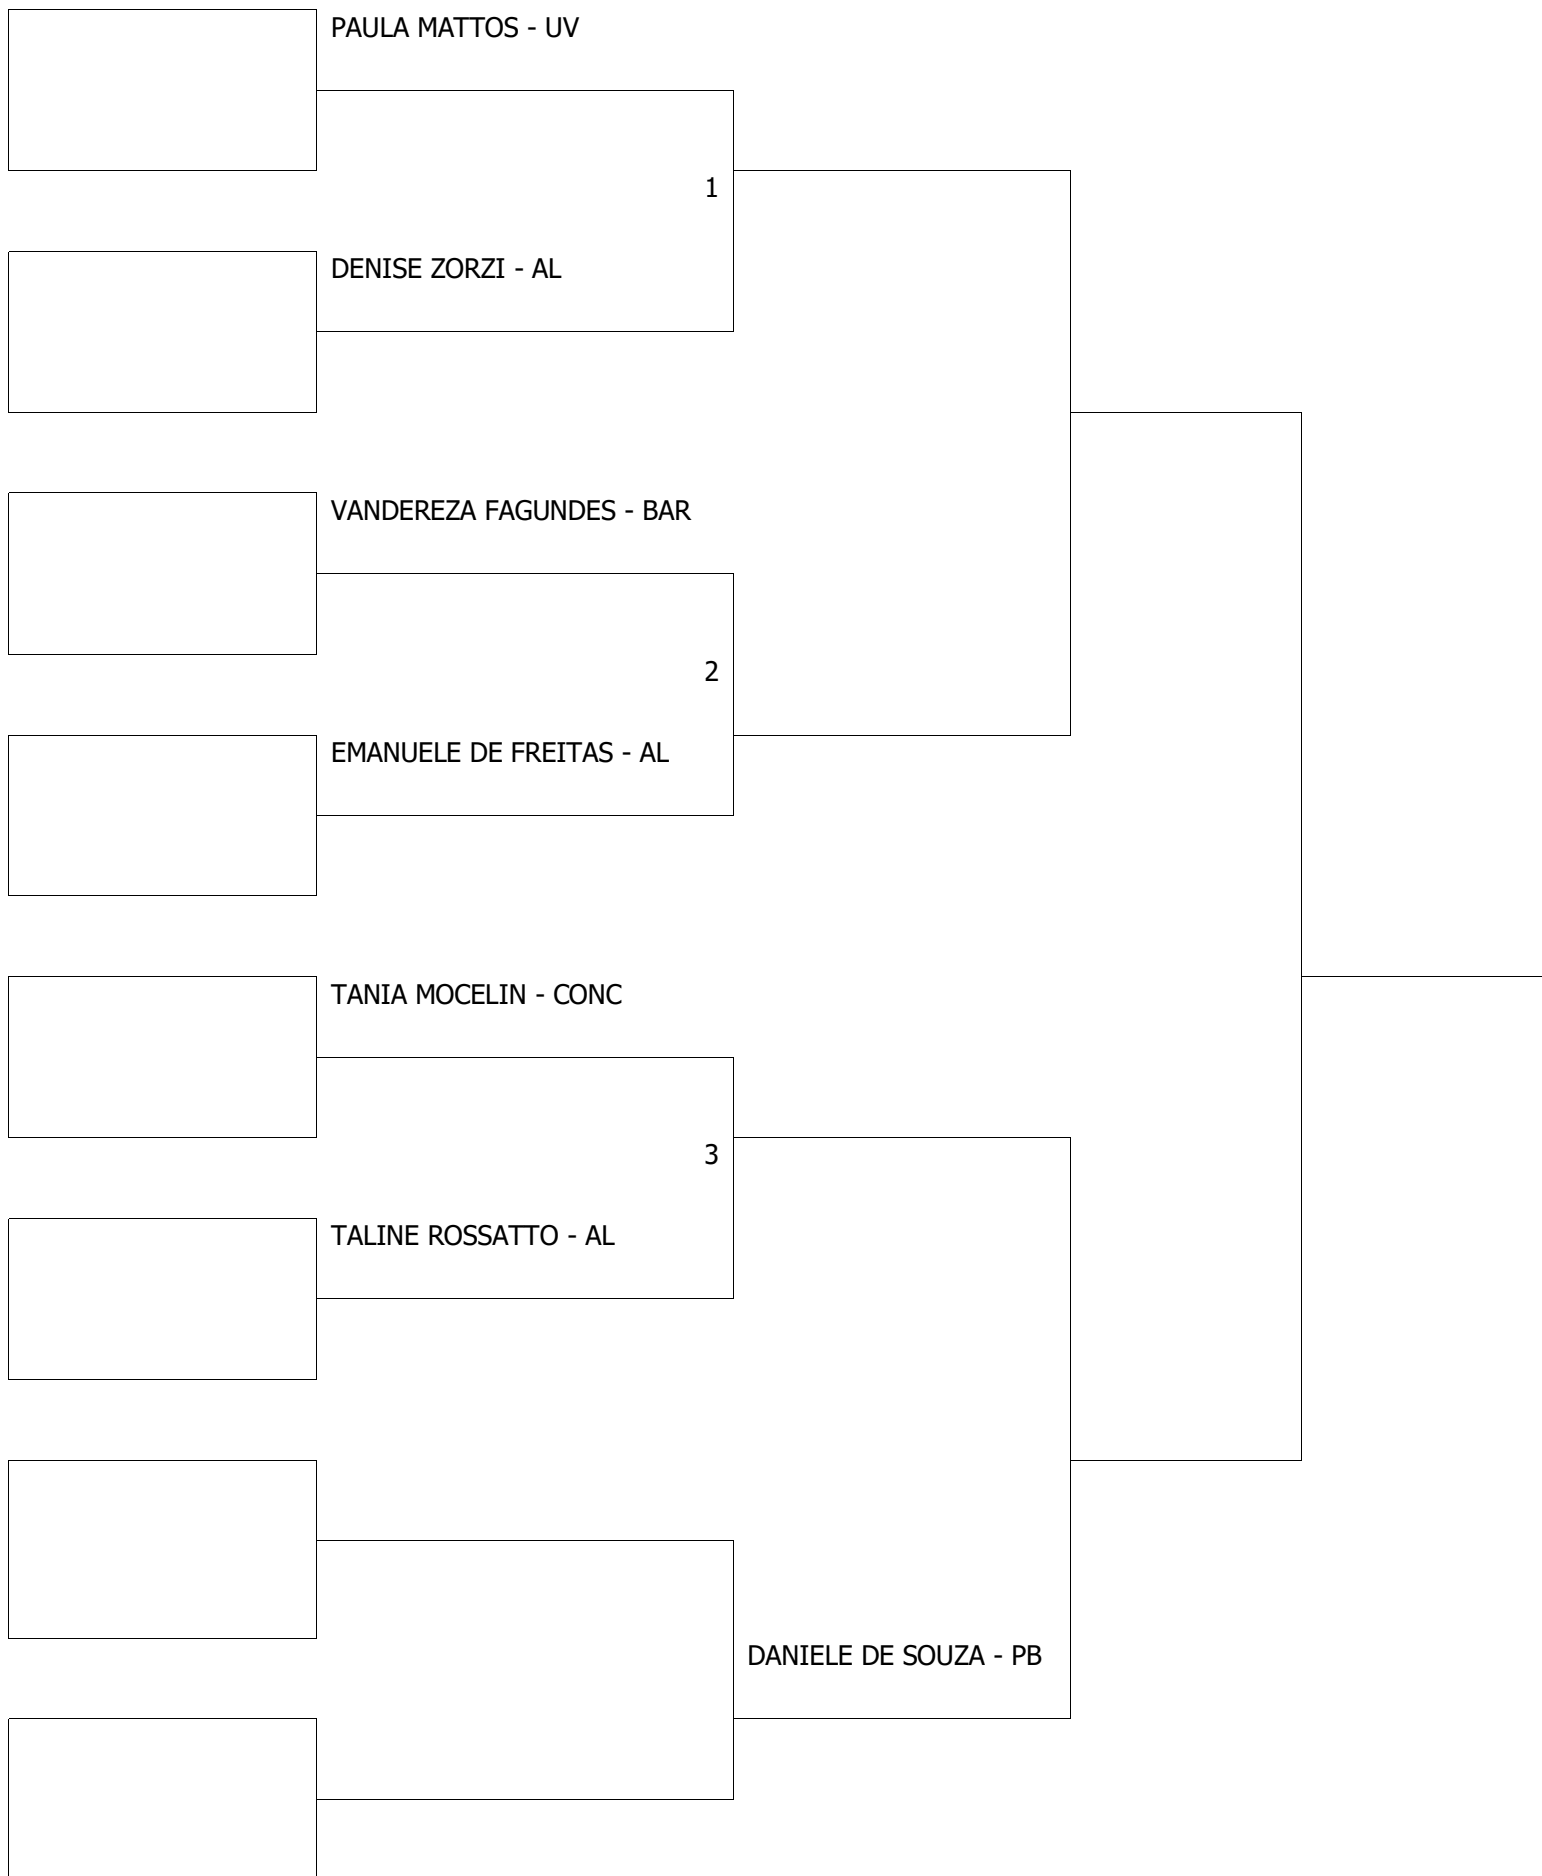 PAULA MATTOS - UV
1
DENISE ZORZI - AL
VANDEREZA FAGUNDES - BAR
2
EMANUELE DE FREITAS - AL
TANIA MOCELIN - CONC
3
TALINE ROSSATTO - AL
DANIELE DE SOUZA - PB